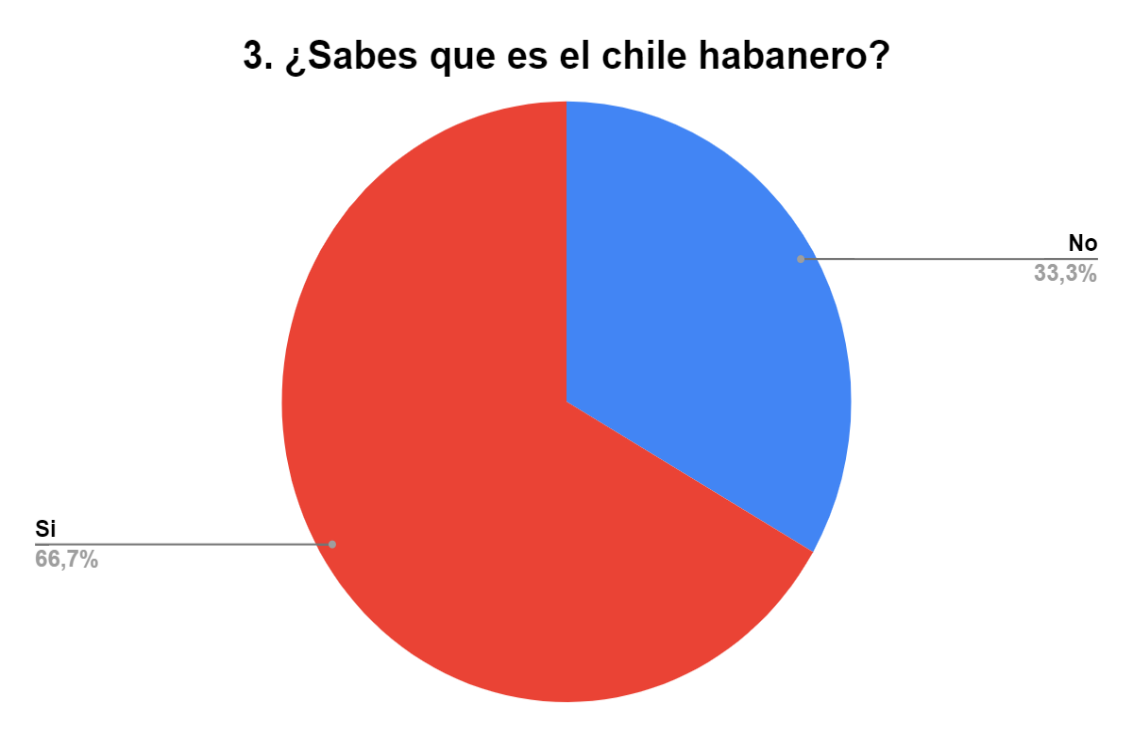 3. ¿Sabes que es el chile habanero?
No
33,3%
Si
66,7%